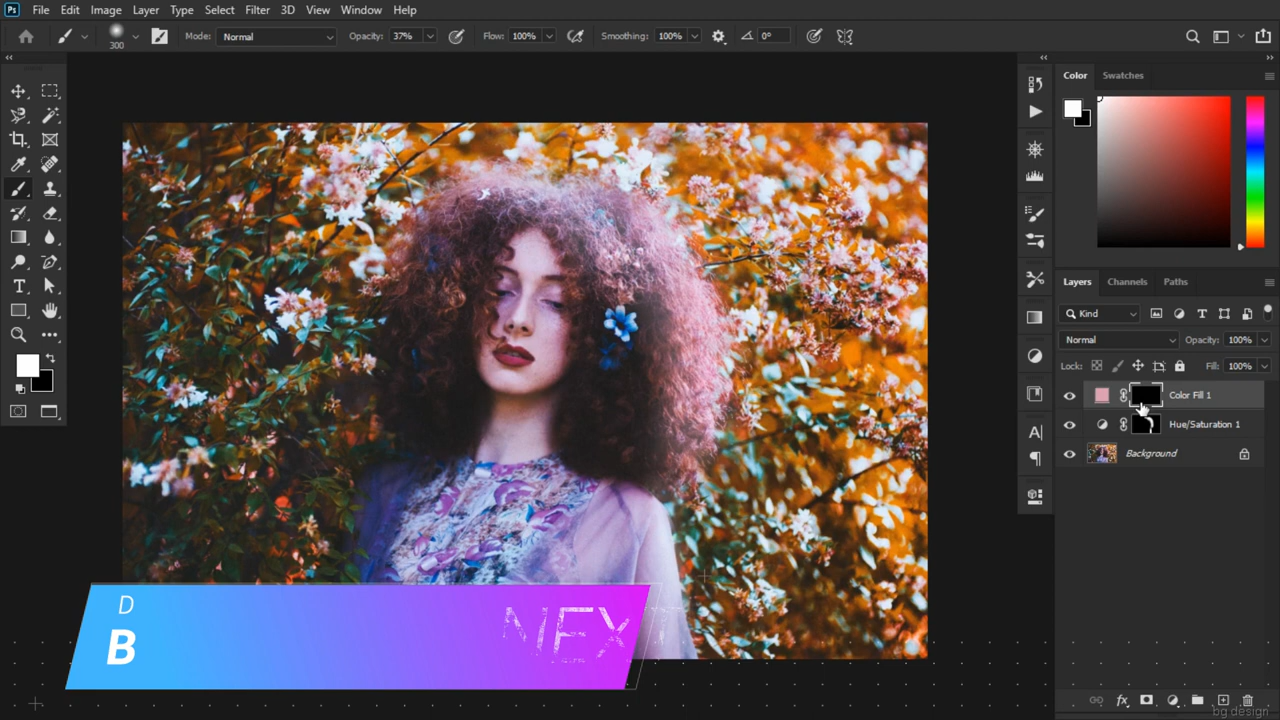 Ps File Edit Image Layer Type Select Filter 3D View Window Help
300 Mode: Normal Opacity: 37% Flow: 100% Smoothing: 100% 0°
Color Swatches
Layers Channels Paths
Kind
Normal Opacity: 100%
Lock: Fill: 100%
Color Fill 1
Hue/Saturation 1
Background
D
B
NEXT
bg design